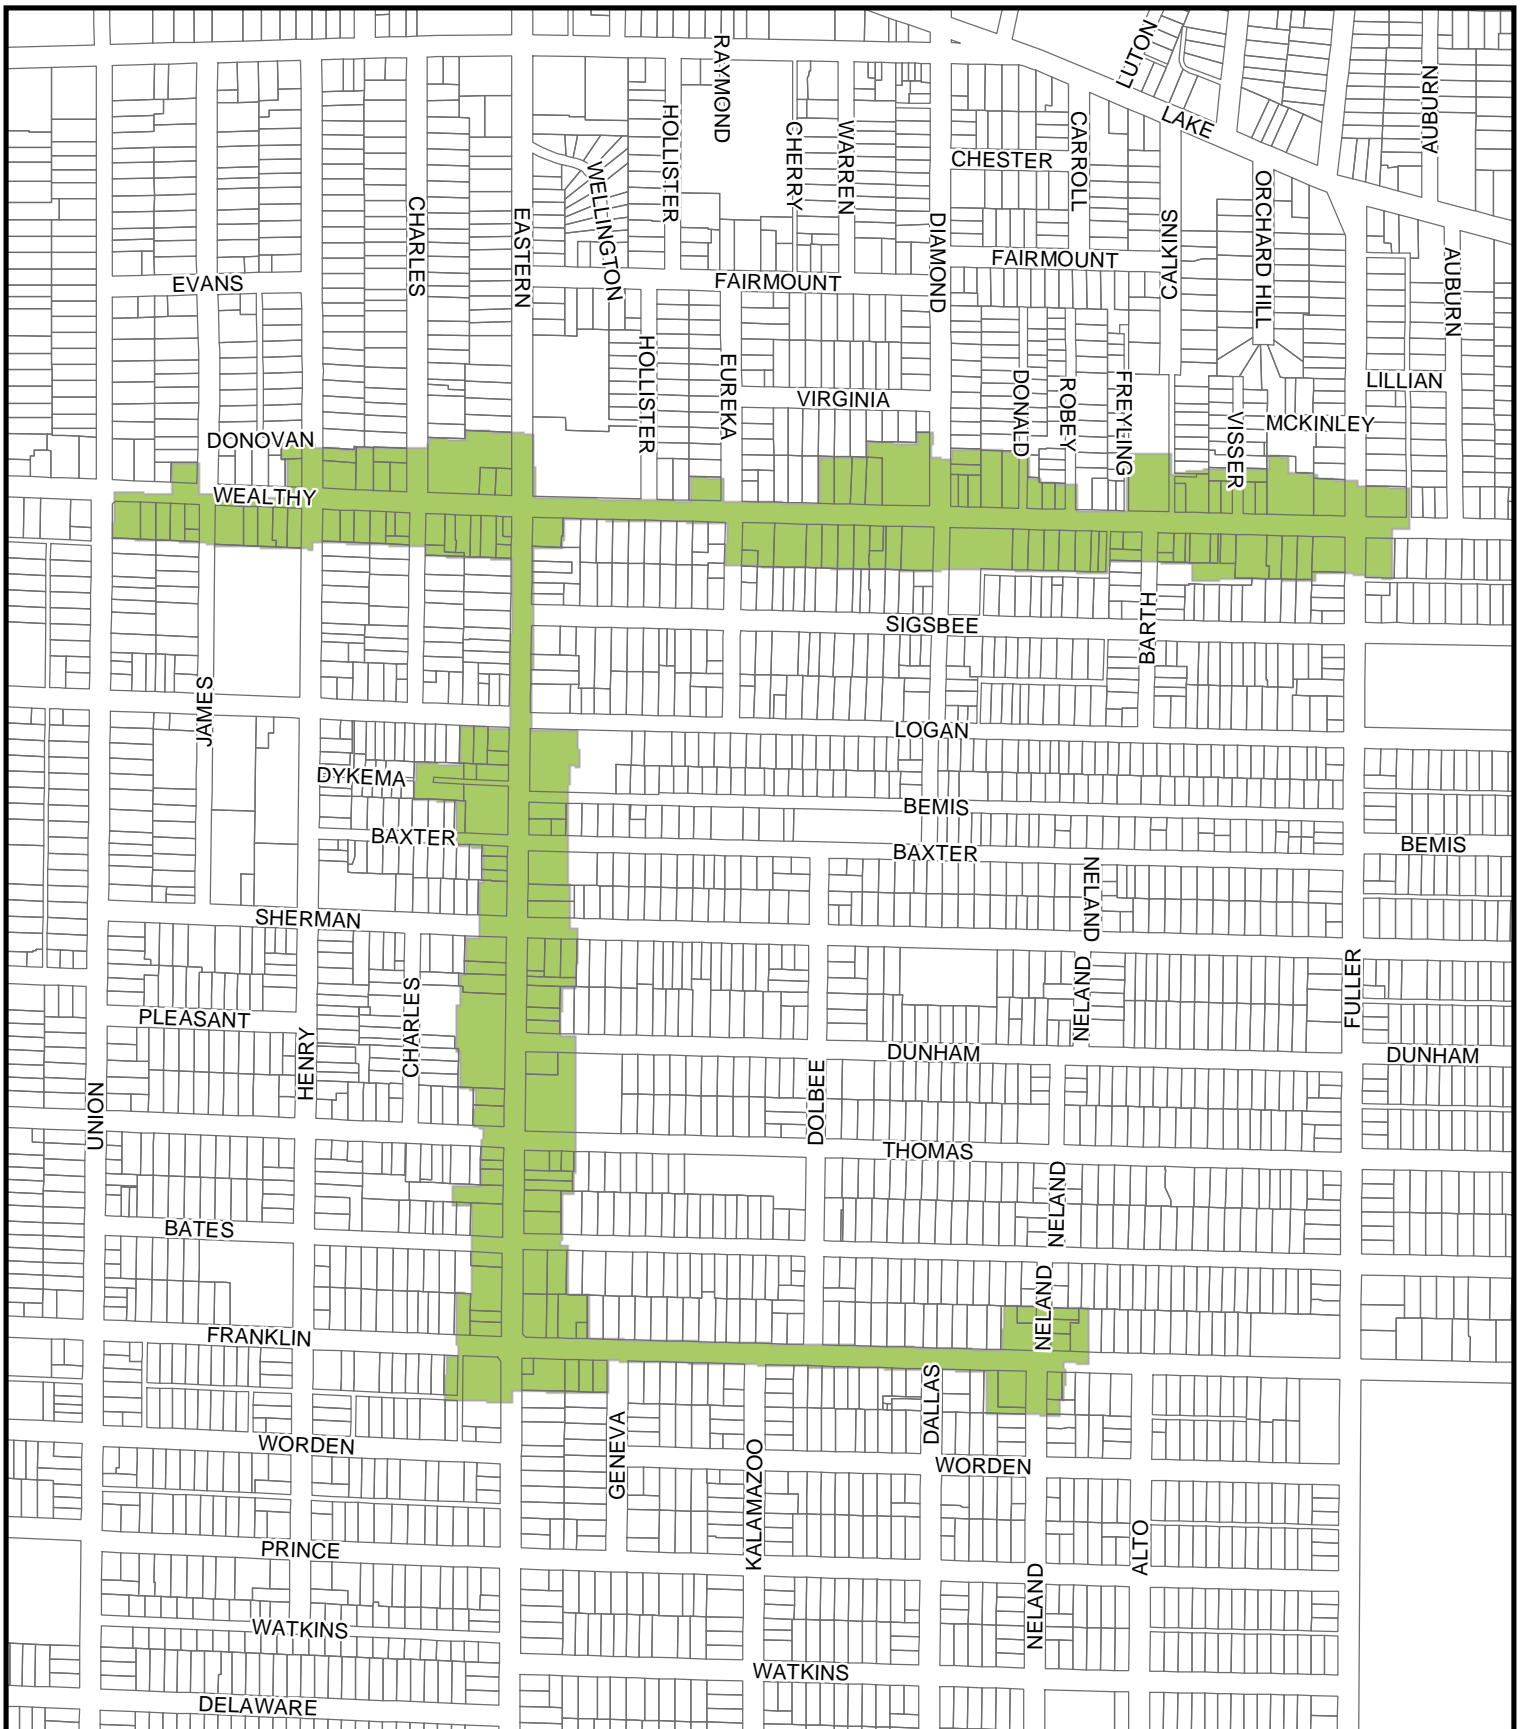 RAYMOND
LUTON
AUBURN
HOLLISTER
CHERRY
WARREN
CARROLL
LAKE
CHESTER
WELLINGTON
ORCHARD HILL
CHARLES
EASTERN
DIAMOND
CALKINS
AUBURN
EVANS
FAIRMOUNT
FAIRMOUNT
HOLLISTER
EUREKA
VIRGINIA
DONALD
ROBEY
FREYLING
LILLIAN
VISSER
MCKINLEY
DONOVAN
WEALTHY
SIGSBEE
BARTH
JAMES
LOGAN
DYKEMA
BEMIS
BAXTER
BAXTER
BEMIS
NELAND
SHERMAN
NELAND
FULLER
CHARLES
PLEASANT
HENRY
DUNHAM
DUNHAM
UNION
DOLBEE
THOMAS
NELAND
BATES
NELAND
FRANKLIN
DALLAS
GENEVA
WORDEN
KALAMAZOO
WORDEN
PRINCE
ALTO
NELAND
WATKINS
WATKINS
DELAWARE